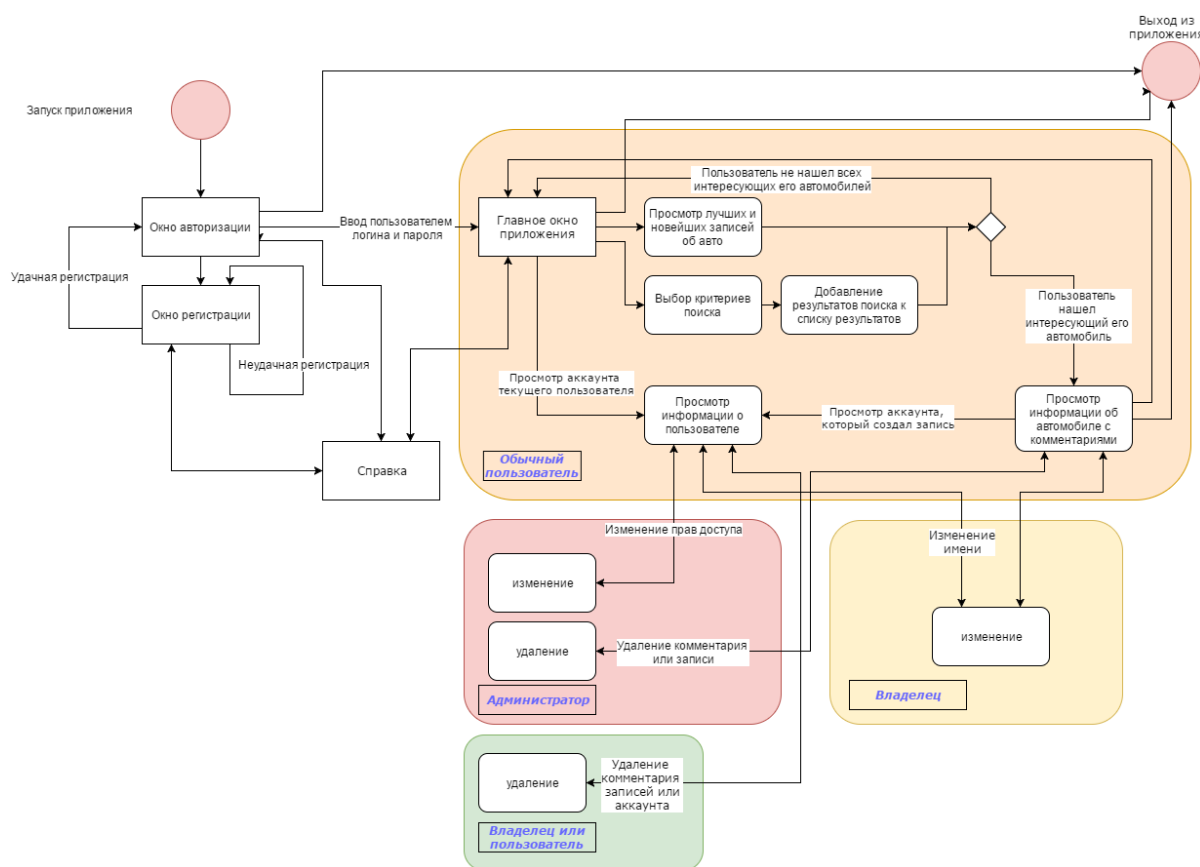 Выход из
приложения
Запуск приложения
Окно авторизации
Ввод пользователем
логина и пароля
Удачная регистрация
Окно регистрации
Неудачная регистрация
Справка
Пользователь не нашел всех
интересующих его автомобилей
Главное окно
приложения
Просмотр лучших и
новейших записей
об авто
Выбор критериев
поиска
Добавление
результатов поиска к
списку результатов
Пользователь
нашел
интересующий его
автомобиль
Просмотр аккаунта
текущего пользователя
Просмотр
информации о
пользователе
Просмотр аккаунта,
который создал запись
Просмотр
информации об
автомобиле с
комментариями
Обычный
пользователь
Изменение прав доступа
изменение
удаление
Удаление комментария
или записи
Администратор
Изменение
имени
изменение
Владелец
удаление
Удаление
комментария
записей или
аккаунта
Владелец или
пользователь